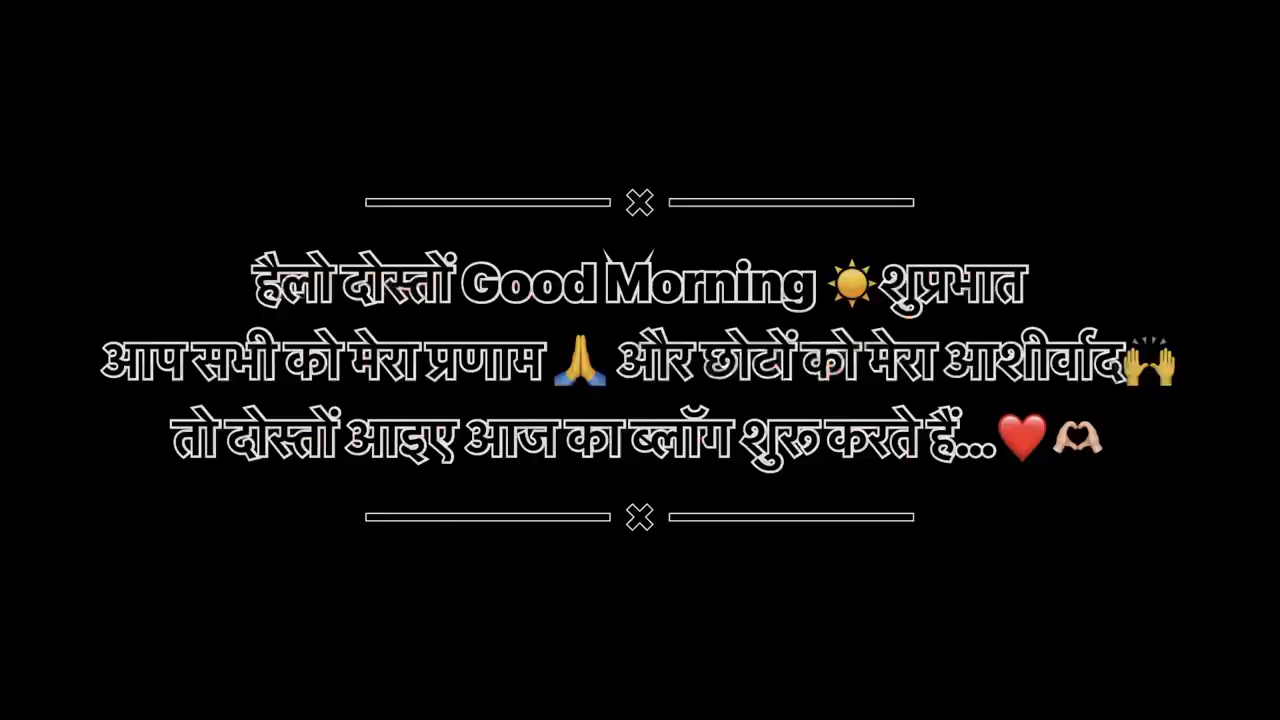 हैलो दोस्तों Good Morning ☀️शुप्रभात
आप सभी को मेरा प्रणाम 🙏 और छोटों को मेरा आशीर्वाद🙌
तो दोस्तों आइए आज का ब्लॉग शुरू करते हैं...❤️🫶🏻